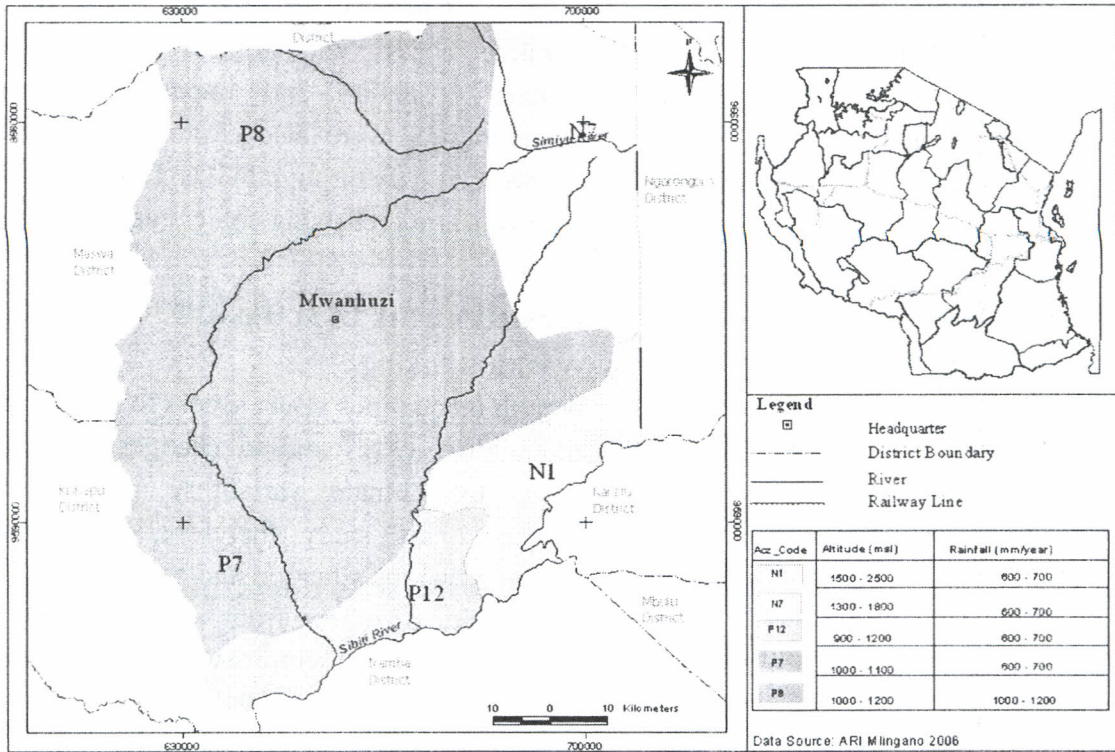 630000
700000
District
P8
N7
Simiyu River
Ngorongoro
District
Maswa
District
Mwanhuzi
N1
Karatu
District
Kishapu
District
P7
P12
Mbulu
District
Sibiti River
Iramba
District
10 0 10 Kilometers
630000
700000
Legend
Headquarter
District Boundary
River
Railway Line
Acz_Code Altitude (msl) Rainfall (mm/year)
N1 1500 - 2500 600 - 700
N7 1300 - 1800 600 - 700
P12 900 - 1200 600 - 700
P7 1000 - 1100 600 - 700
P8 1000 - 1200 1000 - 1200
Data Source: ARI Mlingano 2006